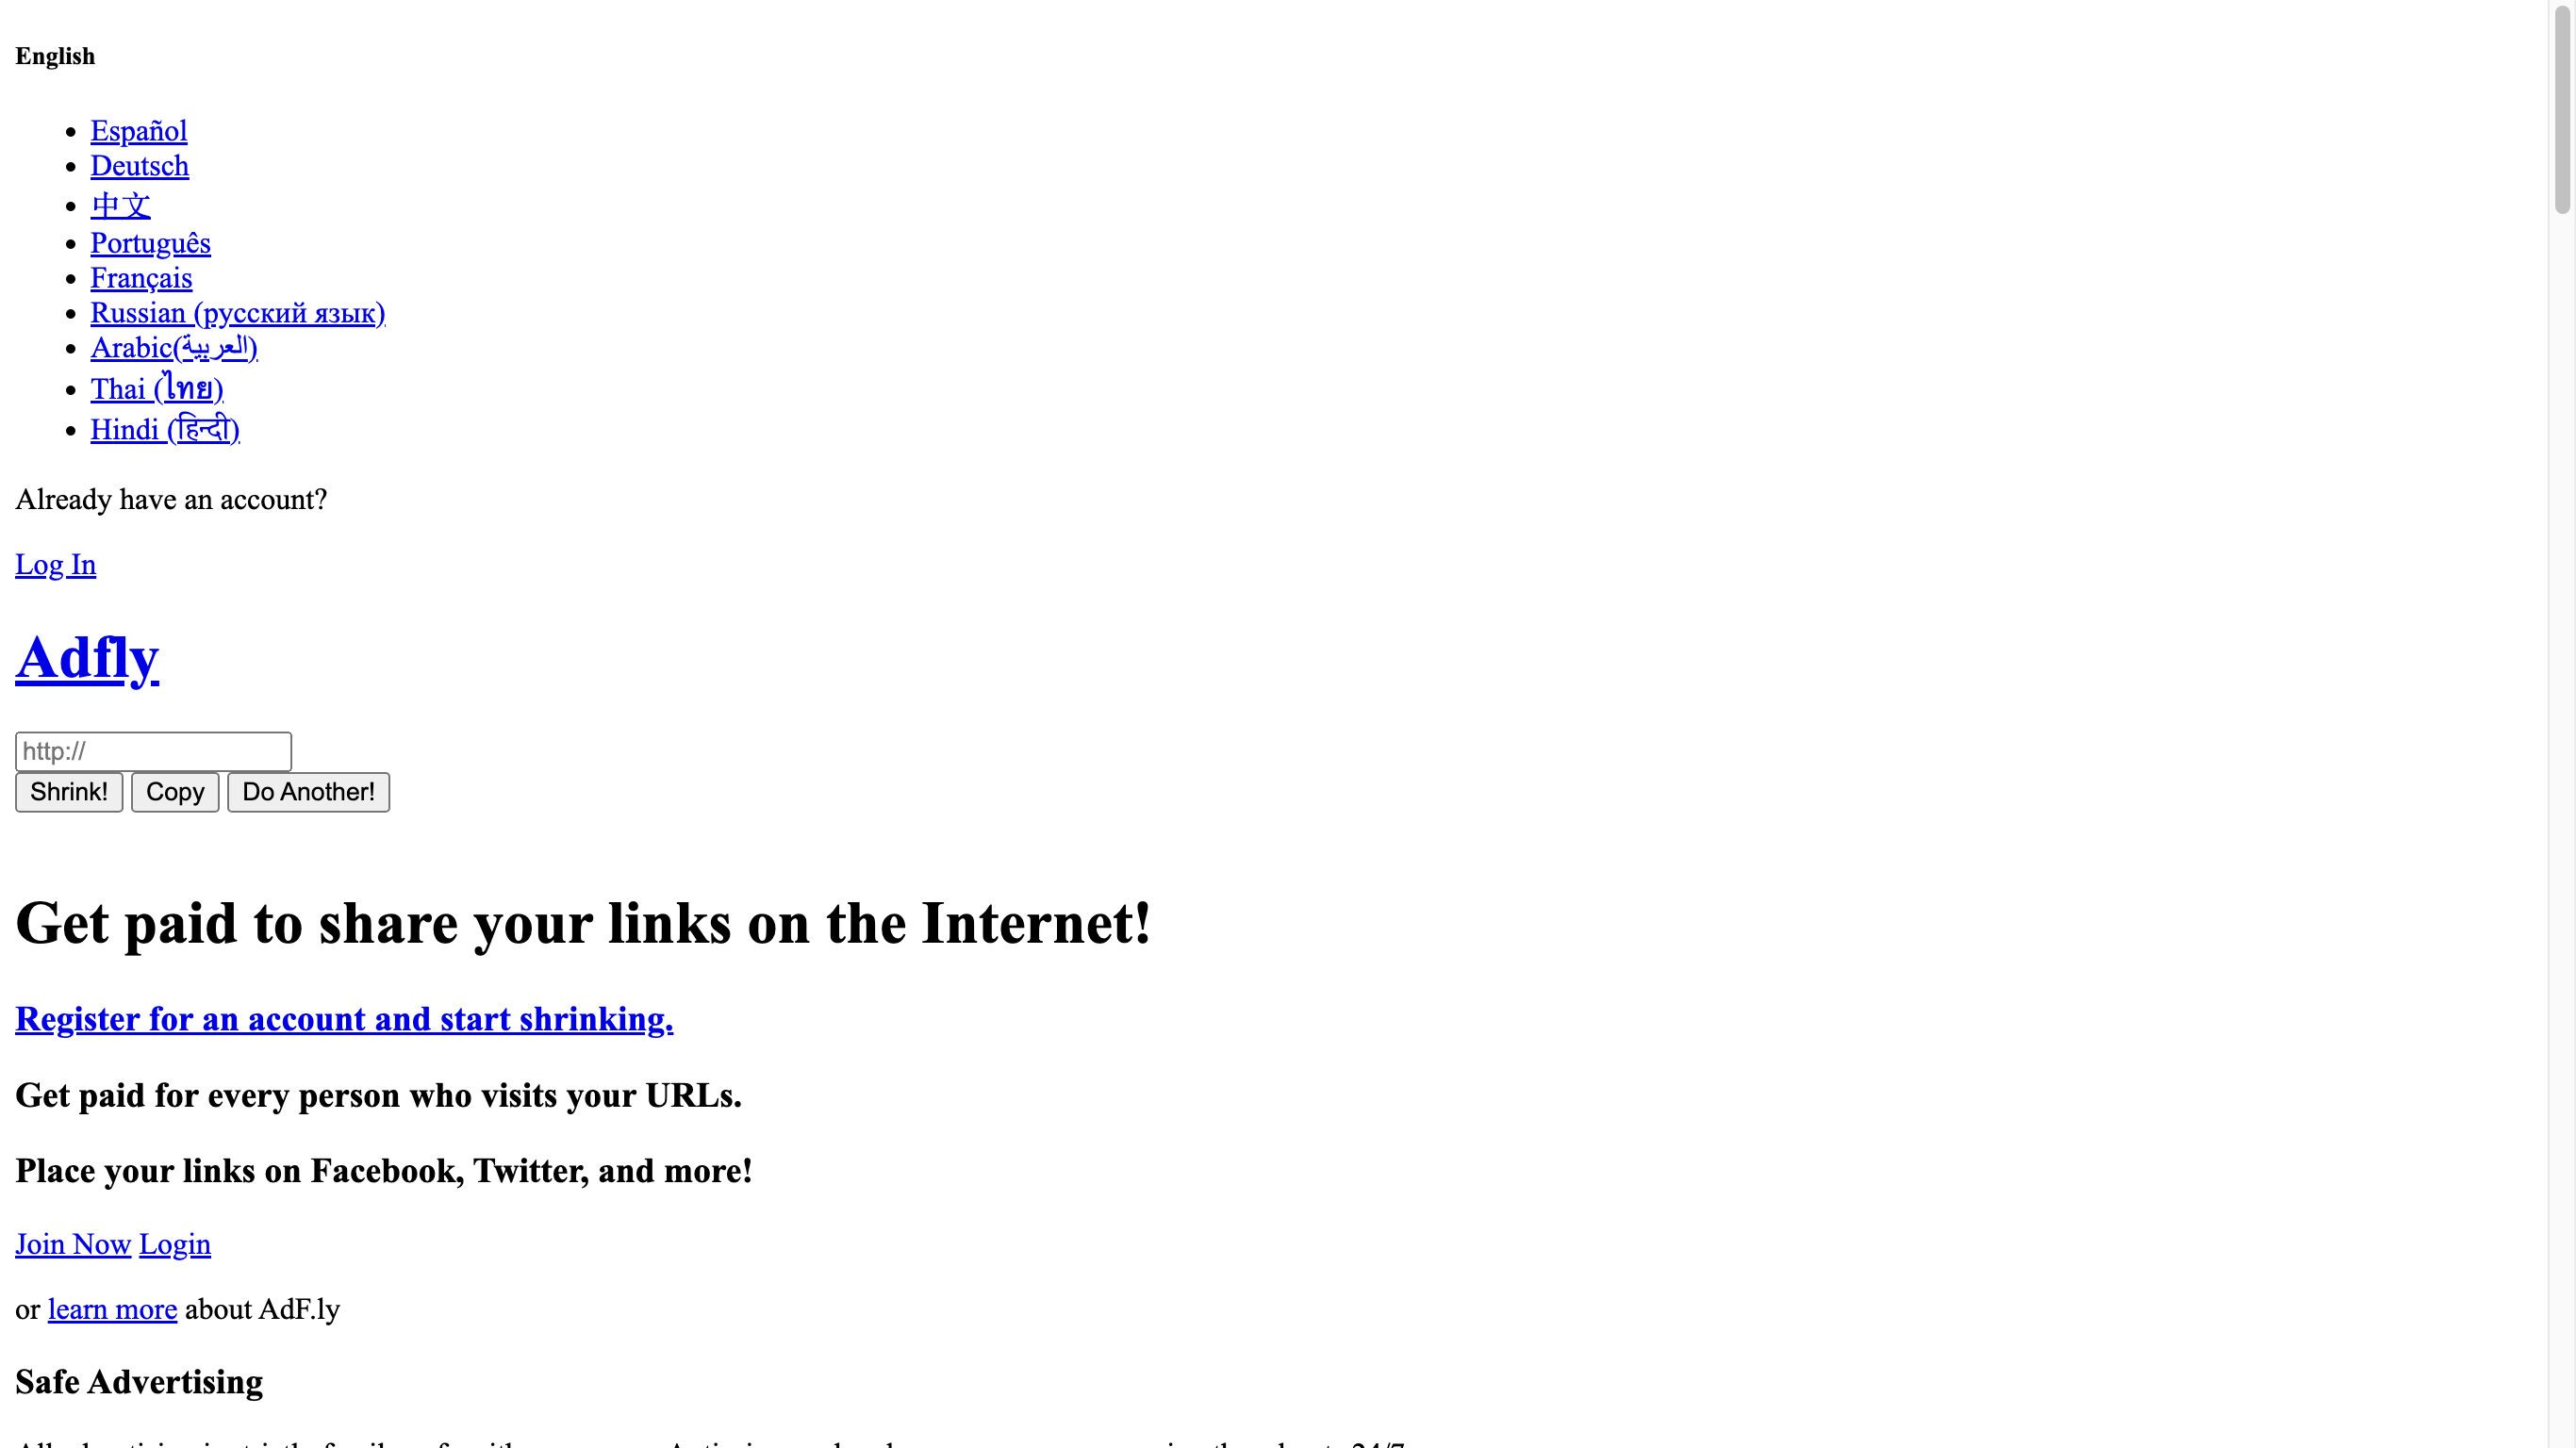 English
Español
Deutsch
中文
Português
Français
Russian (русский язык)
Arabic(العربية)
Thai (ไทย)
Hindi (हिन्दी)
Already have an account?
Log In
Adfly
http://
Shrink! Copy Do Another!
Get paid to share your links on the Internet!
Register for an account and start shrinking.
Get paid for every person who visits your URLs.
Place your links on Facebook, Twitter, and more!
Join Now Login
or learn more about AdF.ly
Safe Advertising